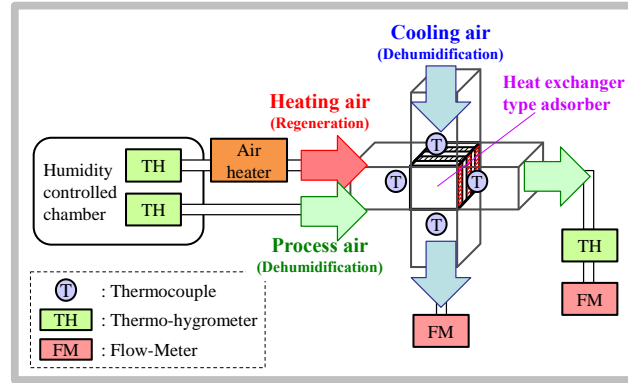 Cooling air
(Dehumidification)
Heating air
(Regeneration)
Heat exchanger
type adsorber
Humidity
controlled
chamber
TH
Air
heater
TH
T
T
T
T
Process air
(Dehumidification)
TH
FM
FM
T : Thermocouple
TH : Thermo-hygrometer
FM : Flow-Meter